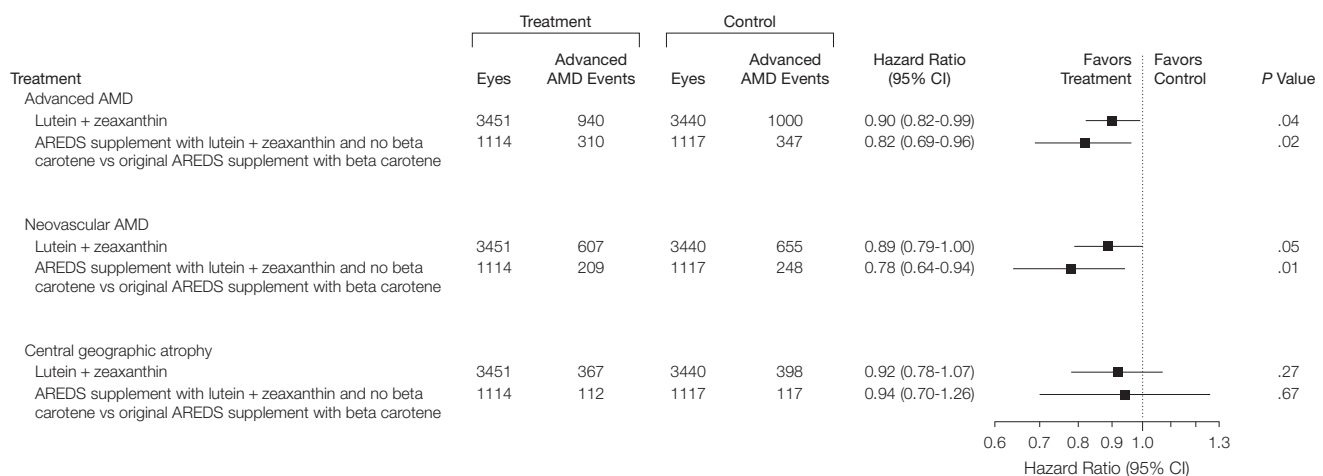 Treatment Control
Treatment Eyes Advanced AMD Events Eyes Advanced AMD Events Hazard Ratio (95% CI) Favors Treatment Favors Control P Value
Advanced AMD
Lutein + zeaxanthin 3451 940 3440 1000 0.90 (0.82-0.99) .04
AREDS supplement with lutein + zeaxanthin and no beta 1114 310 1117 347 0.82 (0.69-0.96) .02
carotene vs original AREDS supplement with beta carotene
Neovascular AMD
Lutein + zeaxanthin 3451 607 3440 655 0.89 (0.79-1.00) .05
AREDS supplement with lutein + zeaxanthin and no beta 1114 209 1117 248 0.78 (0.64-0.94) .01
carotene vs original AREDS supplement with beta carotene
Central geographic atrophy
Lutein + zeaxanthin 3451 367 3440 398 0.92 (0.78-1.07) .27
AREDS supplement with lutein + zeaxanthin and no beta 1114 112 1117 117 0.94 (0.70-1.26) .67
carotene vs original AREDS supplement with beta carotene
0.6 0.7 0.8 0.9 1.0 1.3
Hazard Ratio (95% CI)